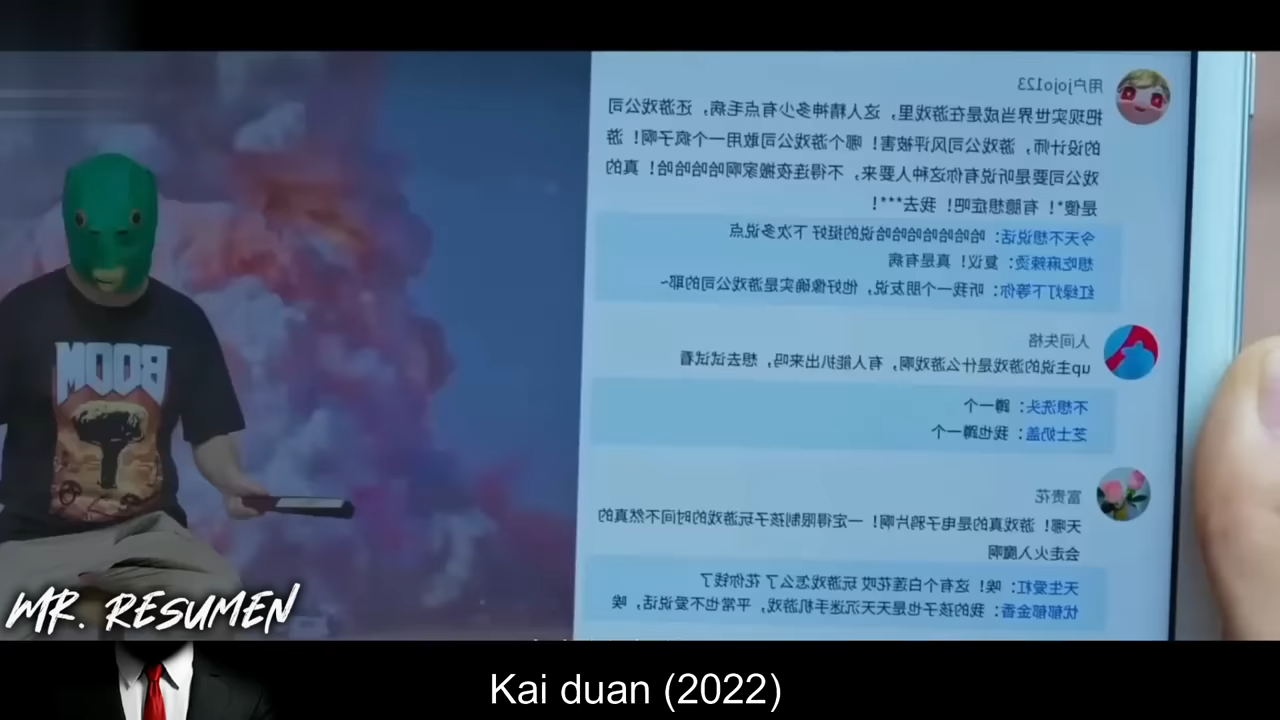 用户jojo123
把现实世界当成是在游戏里，这人精神多少有点毛病，还游戏公司
的设计师，游戏公司风评被害！哪个游戏公司敢用一个疯子啊！游
戏公司要是听说有你这种人要来，不得连夜搬家啊哈哈哈哈！真的
是傻*！有臆想症吧！我去***！
今天不想说话：哈哈哈哈哈哈哈说的挺好 下次多说点
想吃麻辣烫：复议！真是有病
红绿灯下等你：听我一个朋友说，他好像确实是游戏公司的耶~
人间失格
up主说的游戏是什么游戏啊，有人能扒出来吗，想去试试看
不想洗头：蹲一个
芝士奶盖：我也蹲一个
富贵花
天哪！游戏真的是电子鸦片啊！一定得限制孩子玩游戏的时间不然真的
会走火入魔啊
天生爱杠：唉！这有个白莲花哎 玩游戏怎么了 花你钱了
忧郁郁金香：我的孩子也是天天沉迷手机游戏，平常也不爱说话，唉
BOOM
MR. RESUMEN
Kai duan (2022)